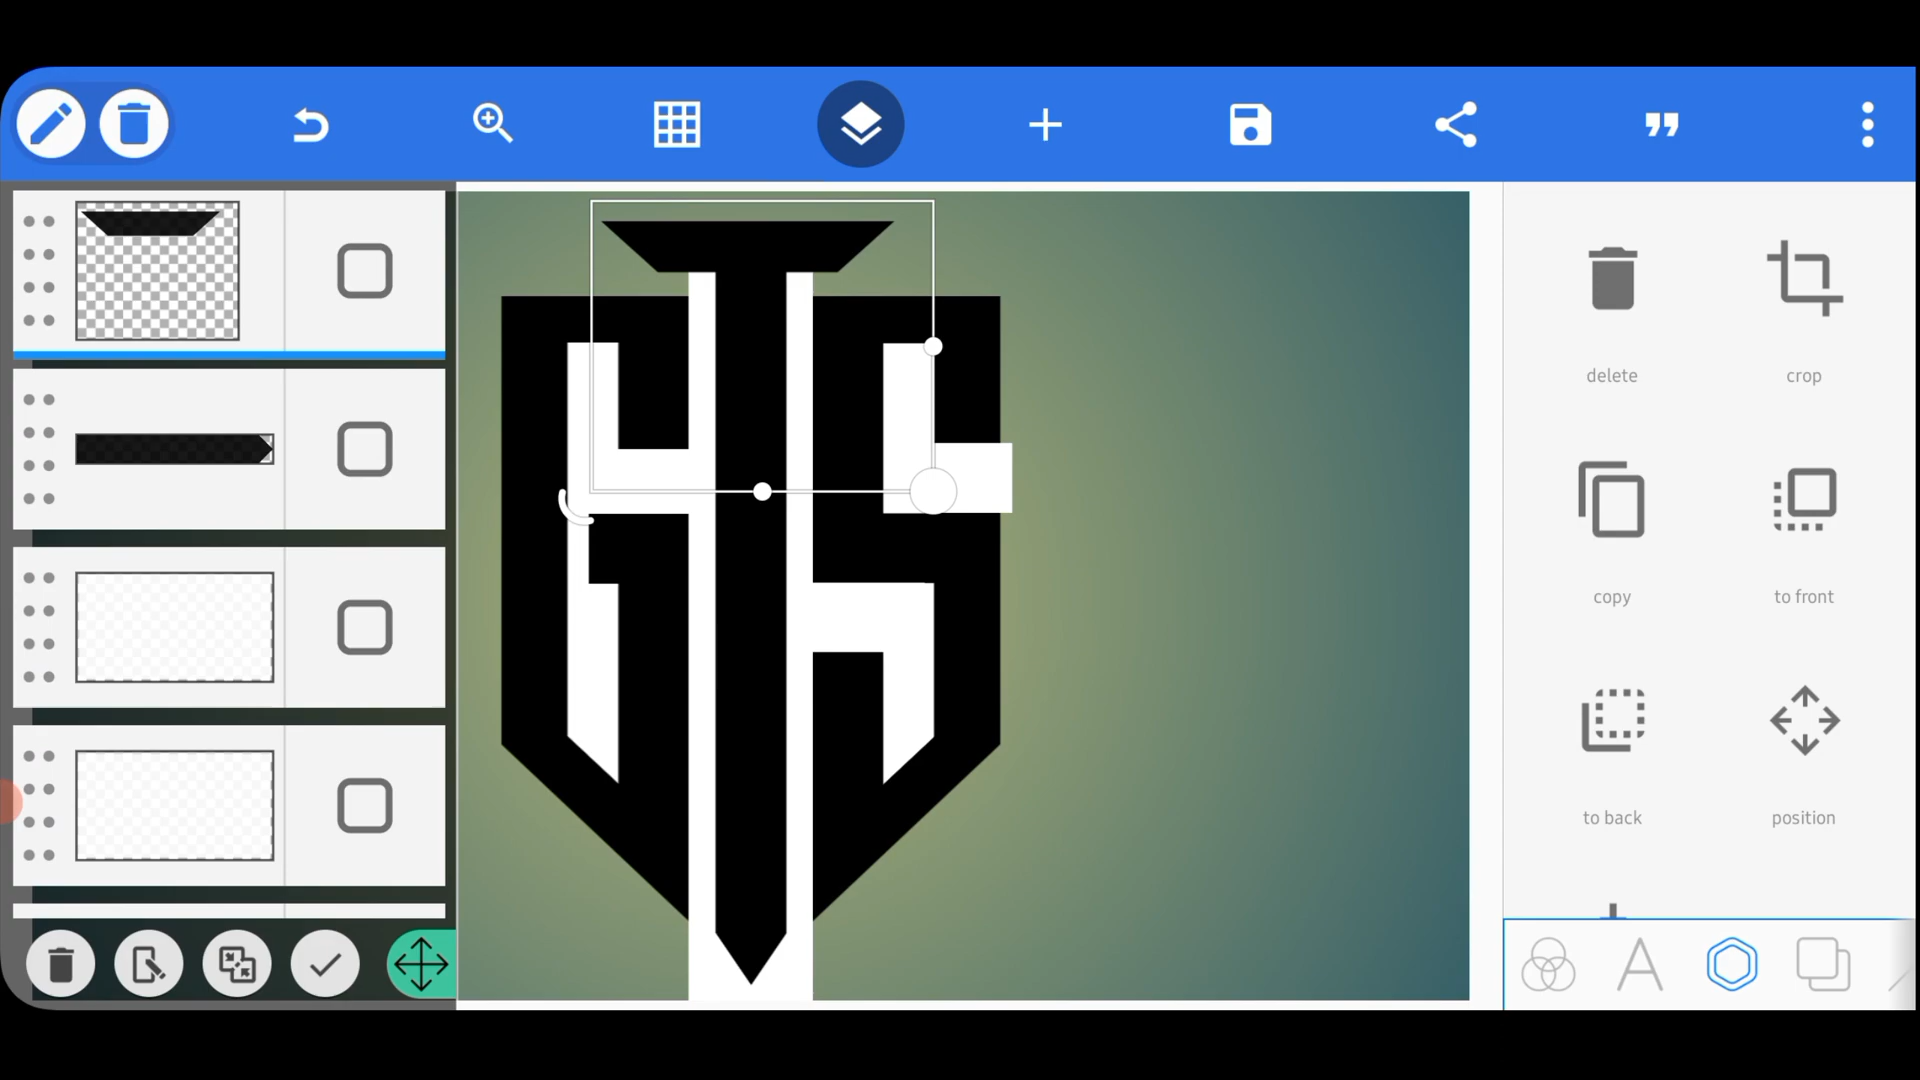 delete
crop
copy
to front
to back
position